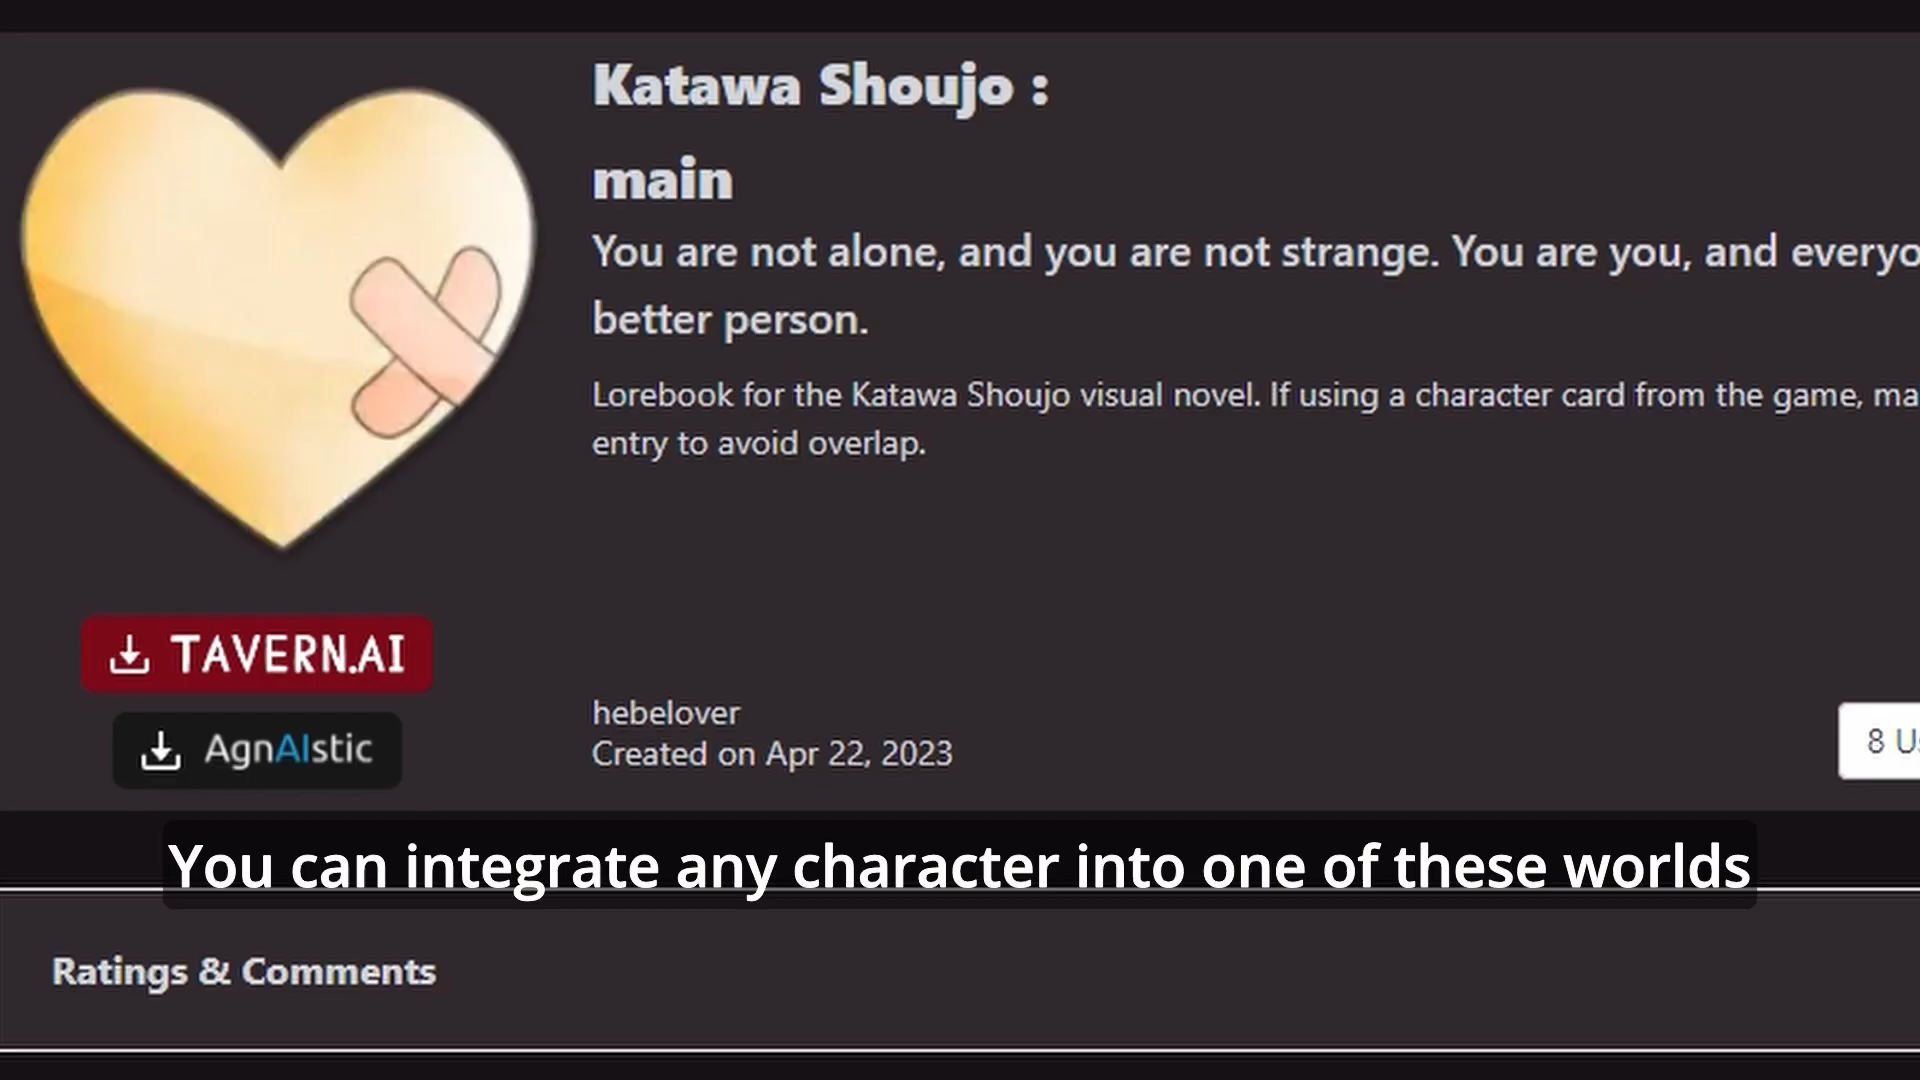 Katawa Shoujo :
main
You are not alone, and you are not strange. You are you, and everyo
better person.
Lorebook for the Katawa Shoujo visual novel. If using a character card from the game, ma
entry to avoid overlap.
TAVERN.AI
AgnAIstic
hebelover
Created on Apr 22, 2023
8 Us
You can integrate any character into one of these worlds
Ratings & Comments